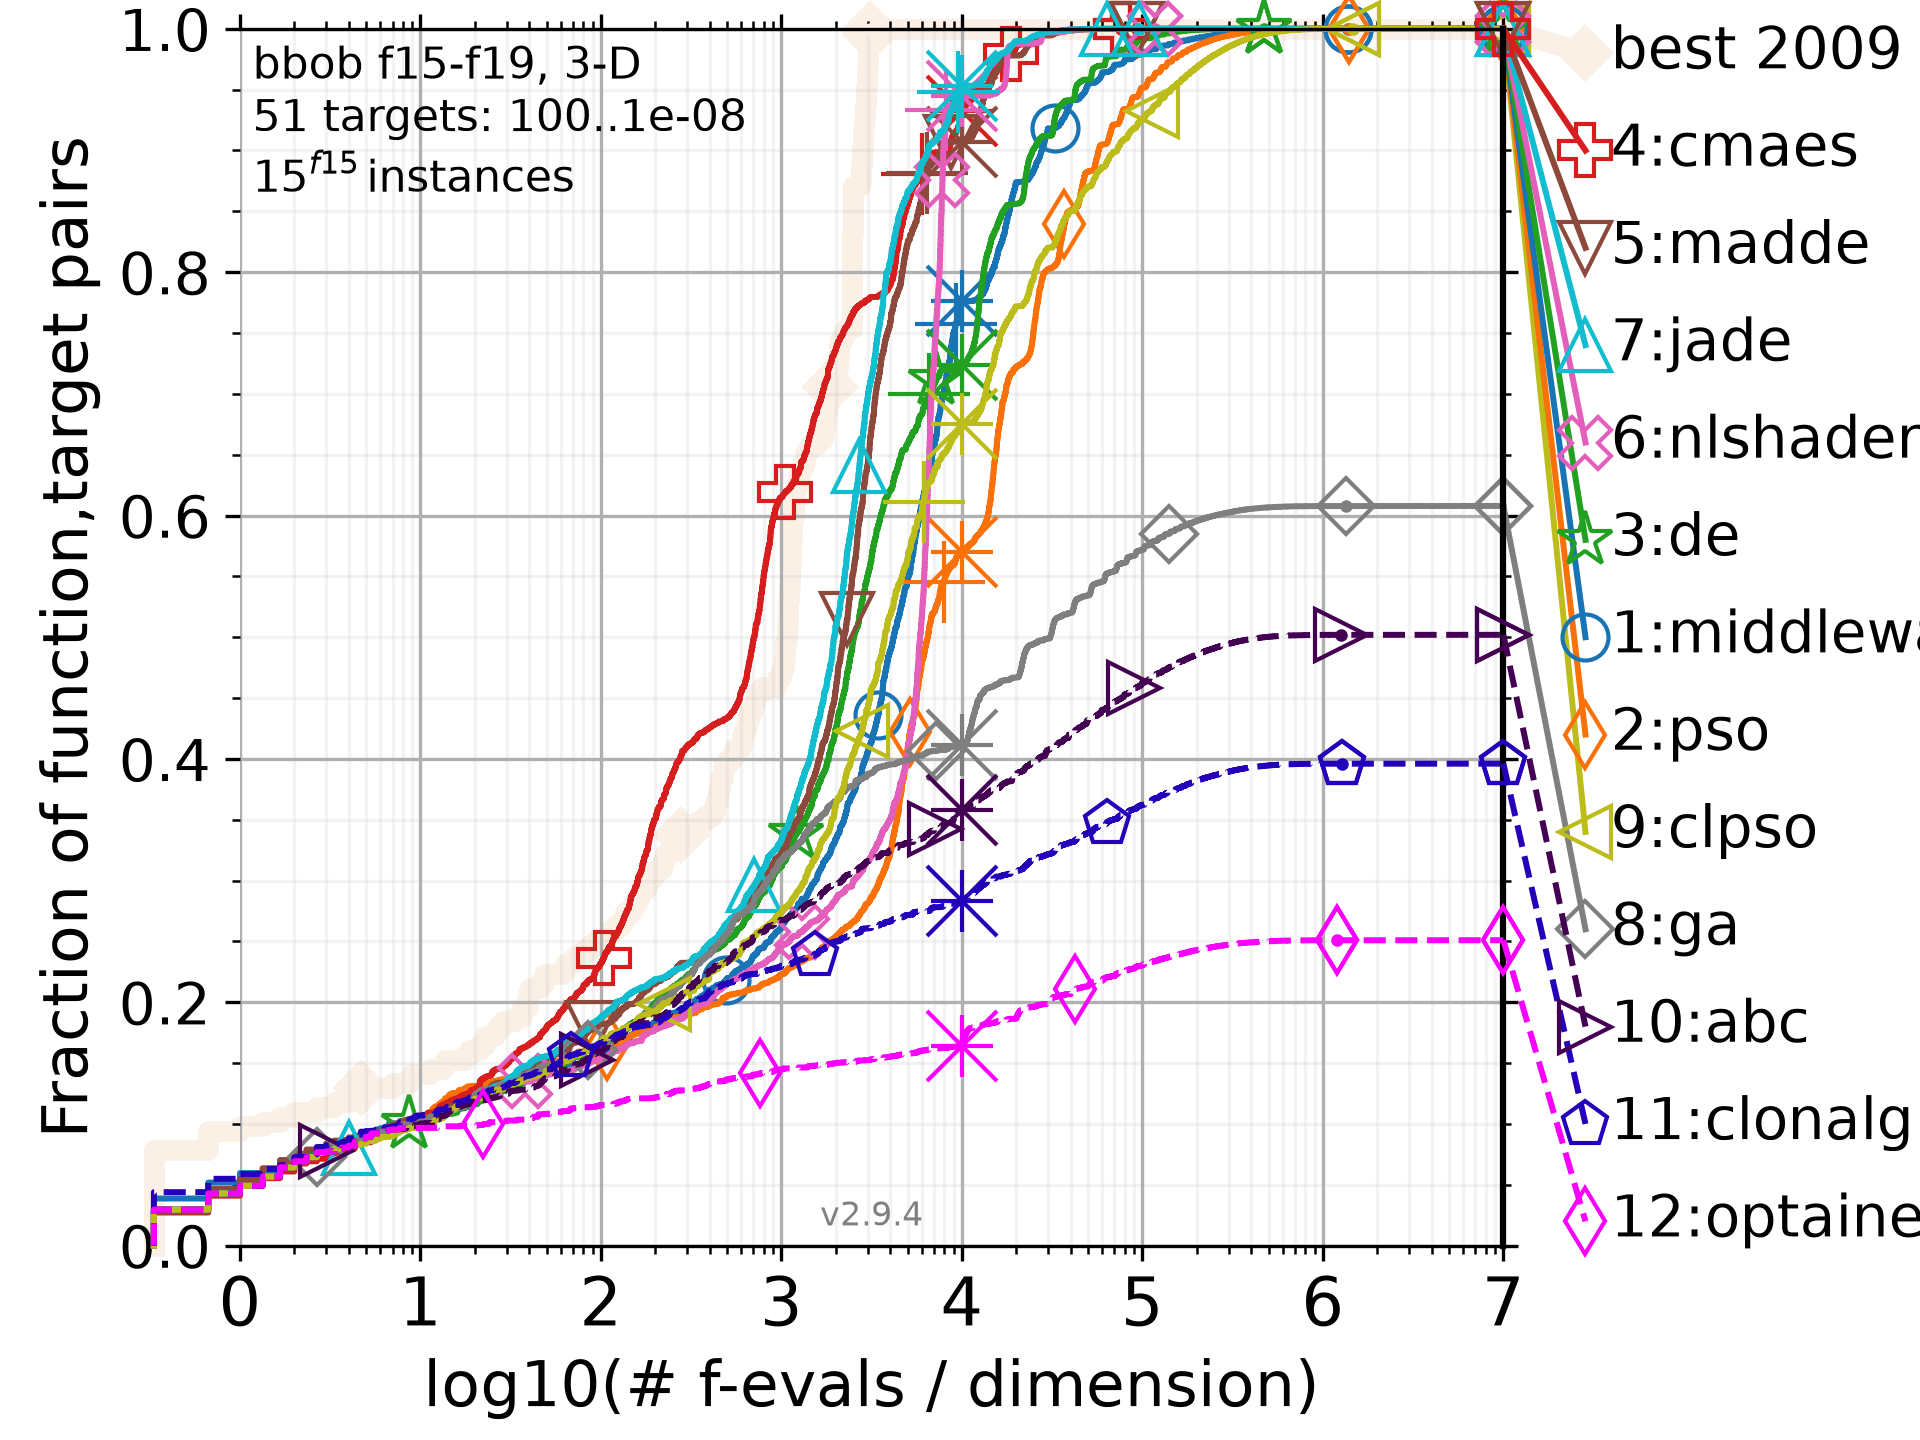 bbob f15-f19, 3-D
51 targets: 100..1e-08
15^f15 instances
Fraction of function,target pairs
1.0
0.8
0.6
0.4
0.2
0.0
0 1 2 3 4 5 6 7
log10(# f-evals / dimension)
v2.9.4
best 2009
4:cmaes
5:madde
7:jade
6:nlshader
3:de
1:middlewa
2:pso
9:clpso
8:ga
10:abc
11:clonalg
12:optaine